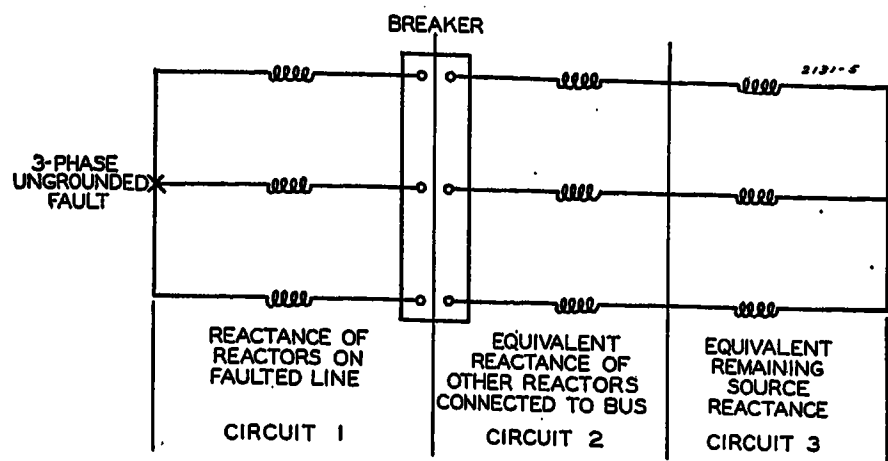 BREAKER
2131-5
3-PHASE
UNGROUNDED
FAULT
REACTANCE OF
REACTORS ON
FAULTED LINE
EQUIVALENT
REACTANCE OF
OTHER REACTORS
CONNECTED TO BUS
EQUIVALENT
REMAINING
SOURCE
REACTANCE
CIRCUIT 1
CIRCUIT 2
CIRCUIT 3